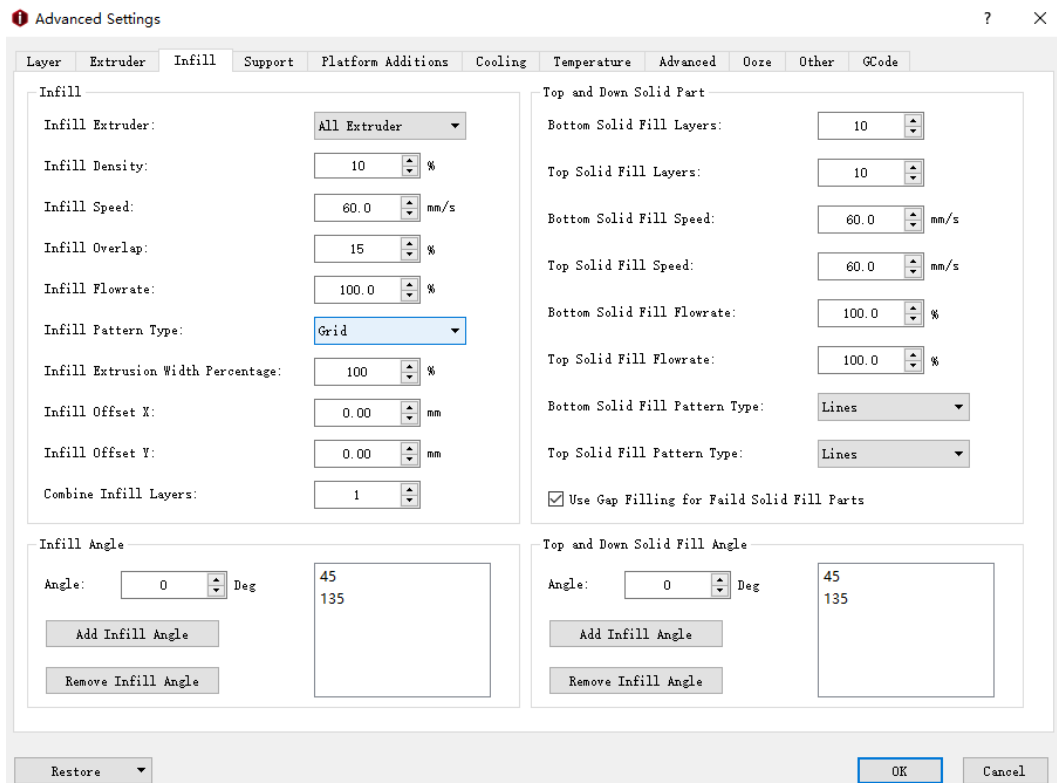 Advanced Settings
?
Layer Extruder Infill Support Platform Additions Cooling Temperature Advanced Ooze Other GCode
Infill
Infill Extruder: All Extruder
Infill Density: 10 %
Infill Speed: 60.0 mm/s
Infill Overlap: 15 %
Infill Flowrate: 100.0 %
Infill Pattern Type: Grid
Infill Extrusion Width Percentage: 100 %
Infill Offset X: 0.00 mm
Infill Offset Y: 0.00 mm
Combine Infill Layers: 1
Top and Down Solid Part
Bottom Solid Fill Layers: 10
Top Solid Fill Layers: 10
Bottom Solid Fill Speed: 60.0 mm/s
Top Solid Fill Speed: 60.0 mm/s
Bottom Solid Fill Flowrate: 100.0 %
Top Solid Fill Flowrate: 100.0 %
Bottom Solid Fill Pattern Type: Lines
Top Solid Fill Pattern Type: Lines
Use Gap Filling for Faild Solid Fill Parts
Infill Angle
Angle: 0 Deg
Add Infill Angle
Remove Infill Angle
45
135
Top and Down Solid Fill Angle
Angle: 0 Deg
Add Infill Angle
Remove Infill Angle
45
135
Restore OK Cancel